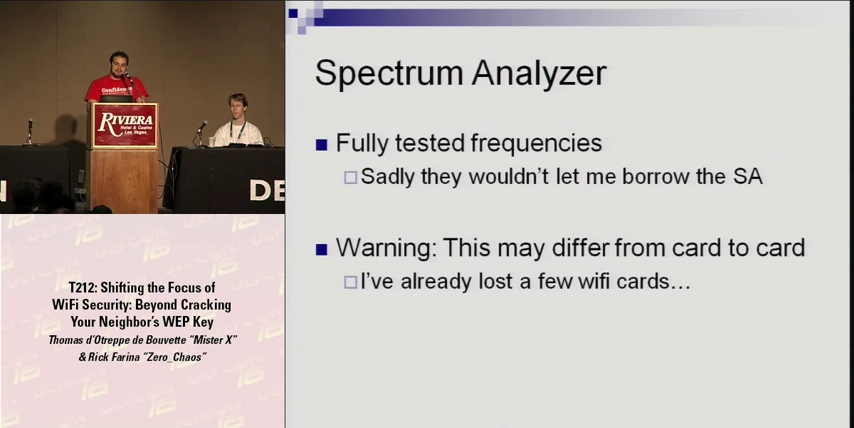 Confidence
RIVIERA
Hotel & Casino
Las Vegas
N
DE
T212: Shifting the Focus of
WiFi Security: Beyond Cracking
Your Neighbor's WEP Key
Thomas d'Otreppe de Bouvette "Mister X"
& Rick Farina "Zero_Chaos"
Spectrum Analyzer
Fully tested frequencies
Sadly they wouldn't let me borrow the SA
Warning: This may differ from card to card
I've already lost a few wifi cards...